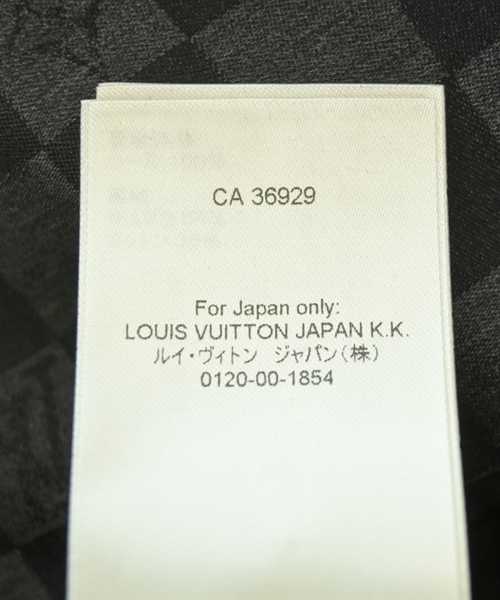 CA 36929
For Japan only:
LOUIS VUITTON JAPAN K.K.
ルイ・ヴィトン ジャパン(株)
0120-00-1854